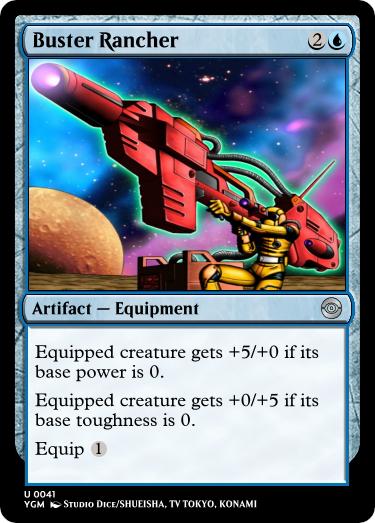 Buster Rancher 2
Artifact — Equipment
Equipped creature gets +5/+0 if its
base power is 0.
Equipped creature gets +0/+5 if its
base toughness is 0.
Equip 1
U 0041
YGM Studio Dice/SHUEISHA, TV TOKYO, KONAMI